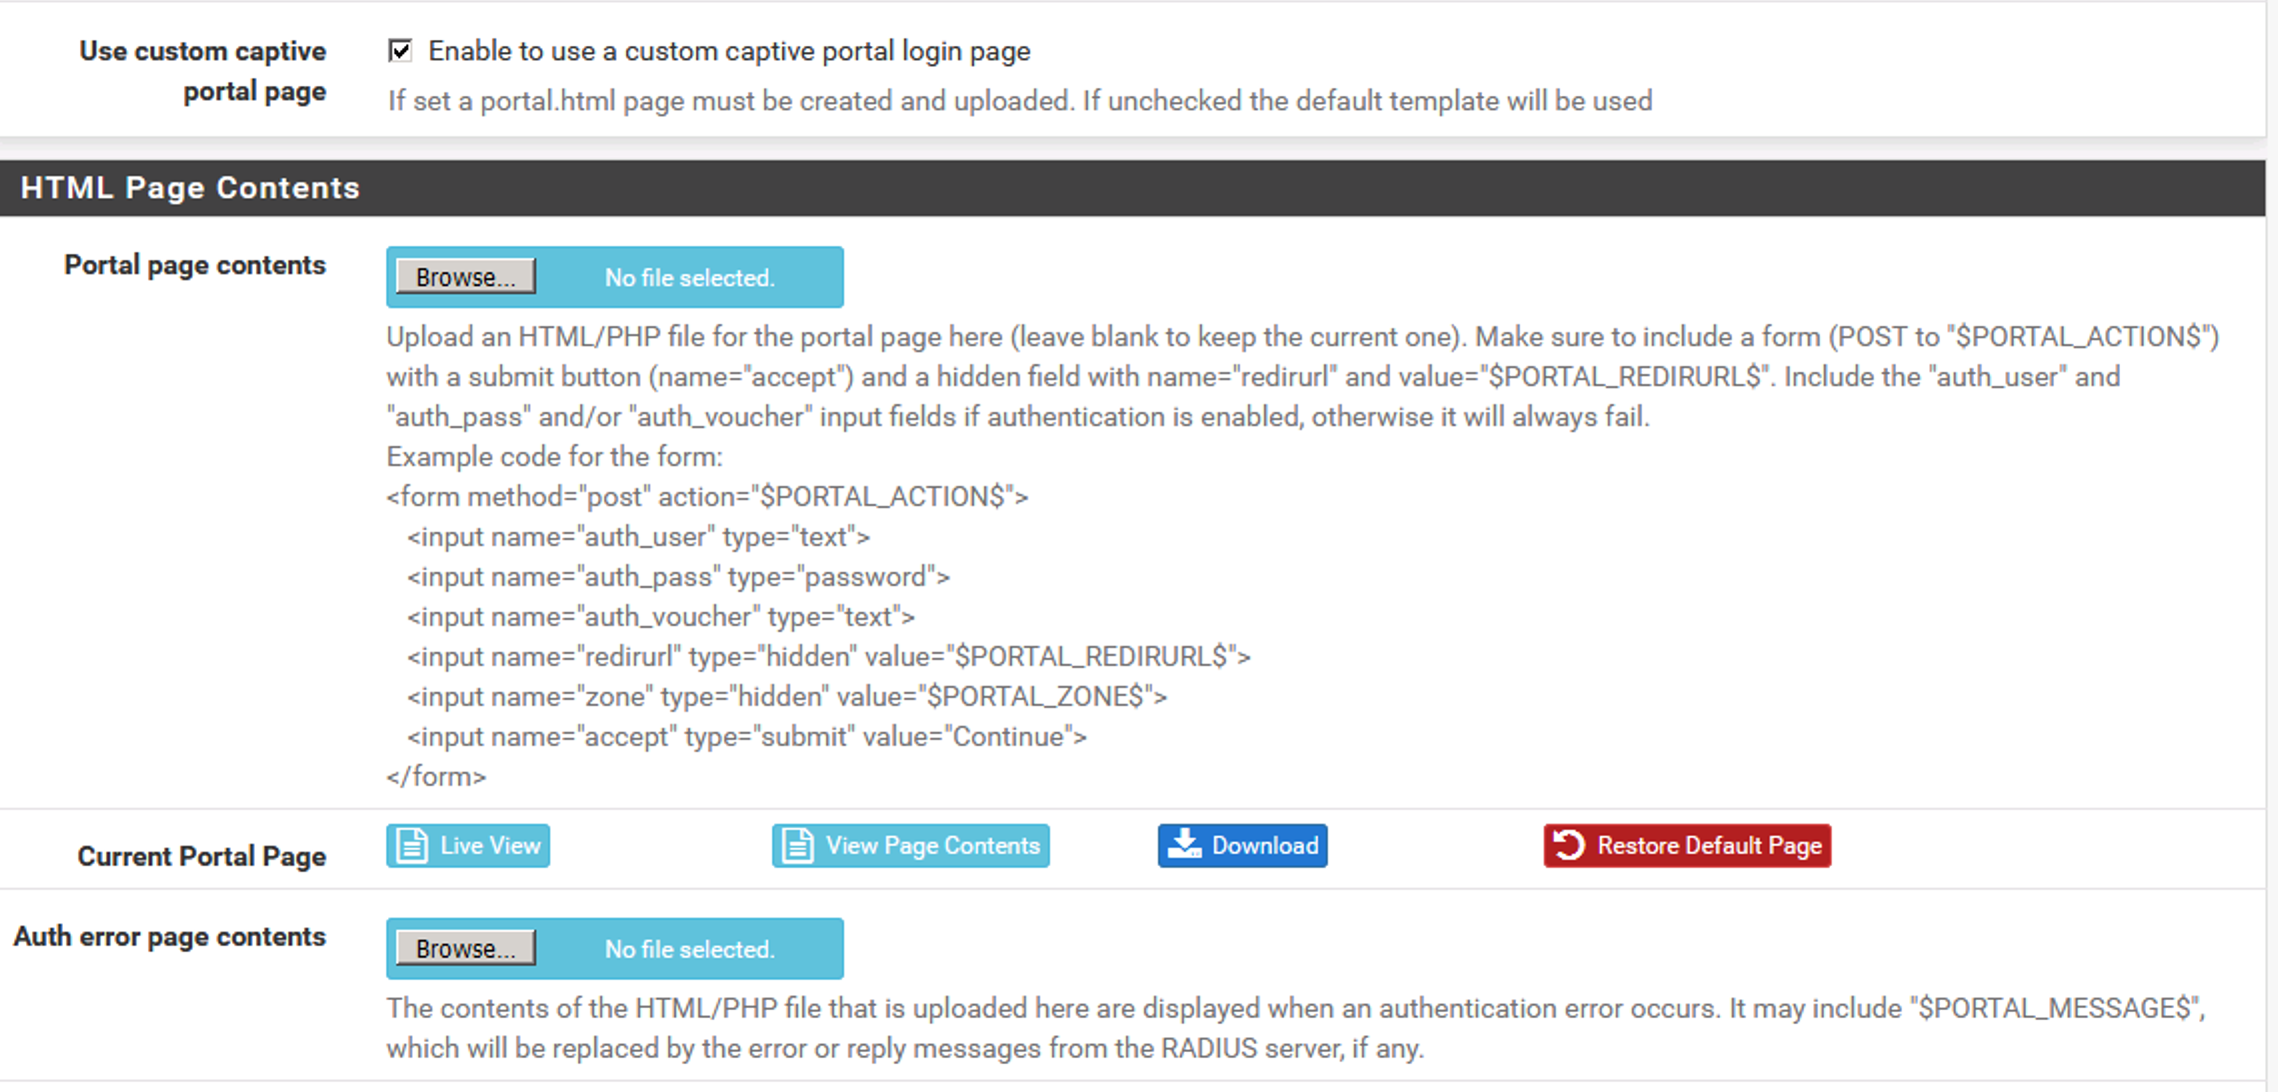 Use custom captive portal page
Enable to use a custom captive portal login page
If set a portal.html page must be created and uploaded. If unchecked the default template will be used
HTML Page Contents
Portal page contents
Browse... No file selected.
Upload an HTML/PHP file for the portal page here (leave blank to keep the current one). Make sure to include a form (POST to "$PORTAL_ACTION$")
with a submit button (name="accept") and a hidden field with name="redirurl" and value="$PORTAL_REDIRURL$". Include the "auth_user" and
"auth_pass" and/or "auth_voucher" input fields if authentication is enabled, otherwise it will always fail.
Example code for the form:
<form method="post" action="$PORTAL_ACTION$">
<input name="auth_user" type="text">
<input name="auth_pass" type="password">
<input name="auth_voucher" type="text">
<input name="redirurl" type="hidden" value="$PORTAL_REDIRURL$">
<input name="zone" type="hidden" value="$PORTAL_ZONE$">
<input name="accept" type="submit" value="Continue">
</form>
Current Portal Page
Live View View Page Contents Download Restore Default Page
Auth error page contents
Browse... No file selected.
The contents of the HTML/PHP file that is uploaded here are displayed when an authentication error occurs. It may include "$PORTAL_MESSAGE$",
which will be replaced by the error or reply messages from the RADIUS server, if any.